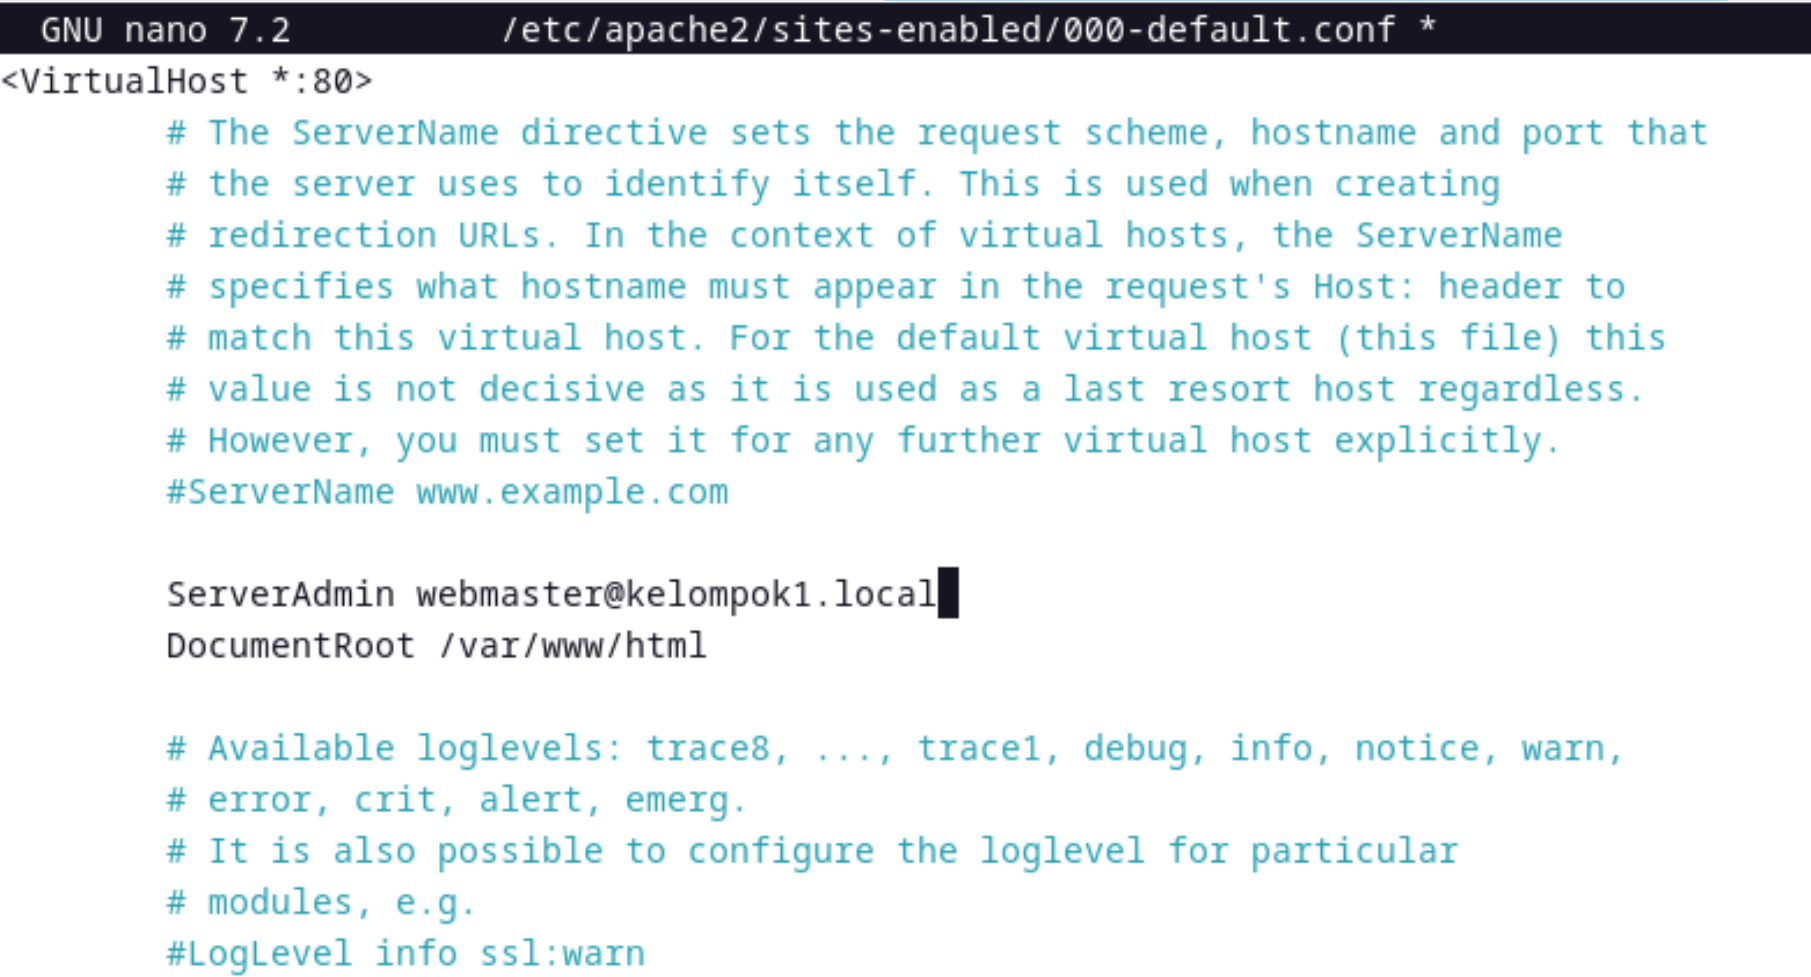 GNU nano 7.2 /etc/apache2/sites-enabled/000-default.conf *
<VirtualHost *:80>
# The ServerName directive sets the request scheme, hostname and port that
# the server uses to identify itself. This is used when creating
# redirection URLs. In the context of virtual hosts, the ServerName
# specifies what hostname must appear in the request's Host: header to
# match this virtual host. For the default virtual host (this file) this
# value is not decisive as it is used as a last resort host regardless.
# However, you must set it for any further virtual host explicitly.
#ServerName www.example.com
ServerAdmin webmaster@kelompok1.local
DocumentRoot /var/www/html
# Available loglevels: trace8, ..., trace1, debug, info, notice, warn,
# error, crit, alert, emerg.
# It is also possible to configure the loglevel for particular
# modules, e.g.
#LogLevel info ssl:warn